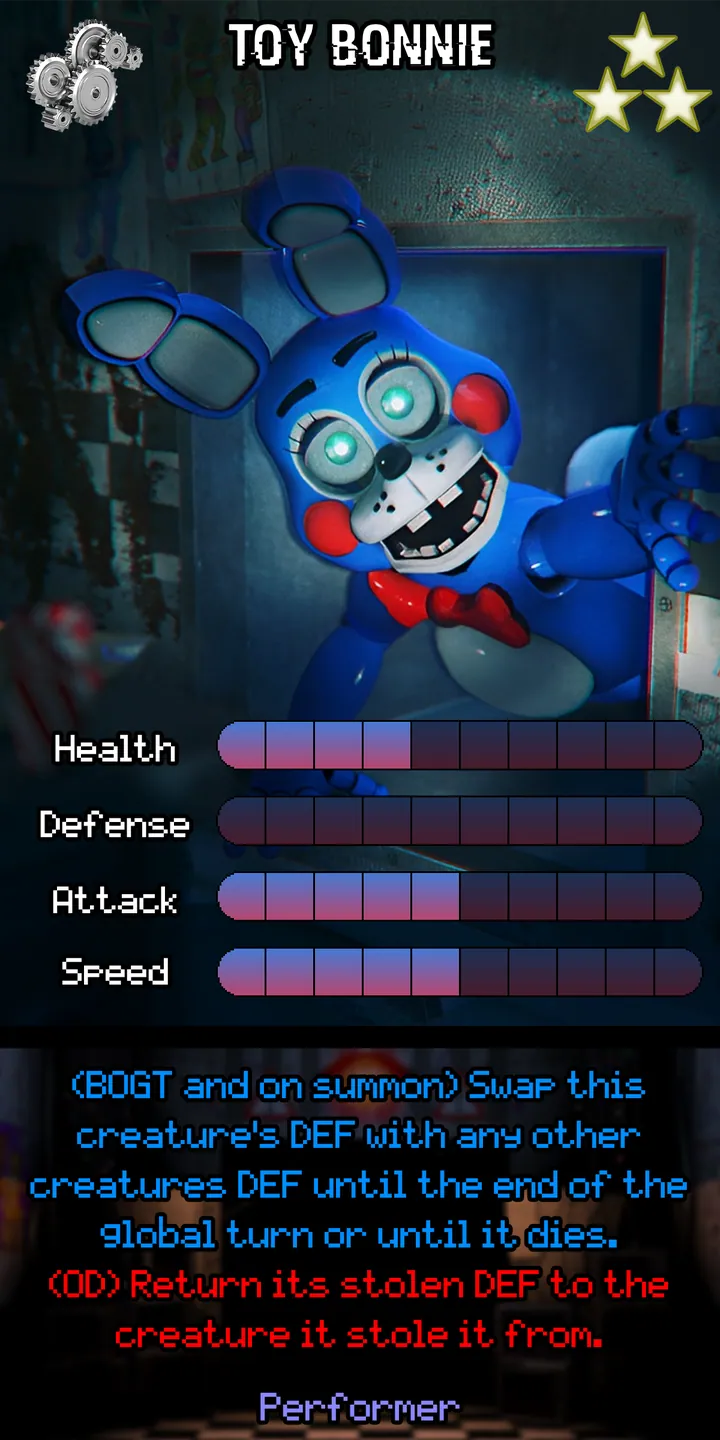 TOY BONNIE
Health
Defense
Attack
Speed
(BOGT and on summon) Swap this
creature's DEF with any other
creatures DEF until the end of the
global turn or until it dies.
(OD) Return its stolen DEF to the
creature it stole it from.
Performer